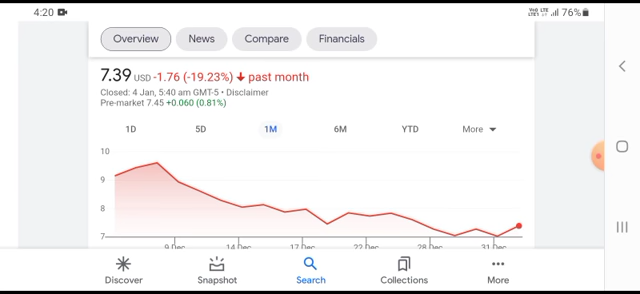 4:20 76%
Overview News Compare Financials
7.39 USD -1.76 (-19.23%) past month
Closed: 4 Jan, 5:40 am GMT-5 • Disclaimer
Pre-market 7.45 +0.060 (0.81%)
1D 5D 1M 6M YTD More
10
9
8
7
9 Dec 14 Dec 17 Dec 22 Dec 28 Dec 31 Dec
Discover Snapshot Search Collections More